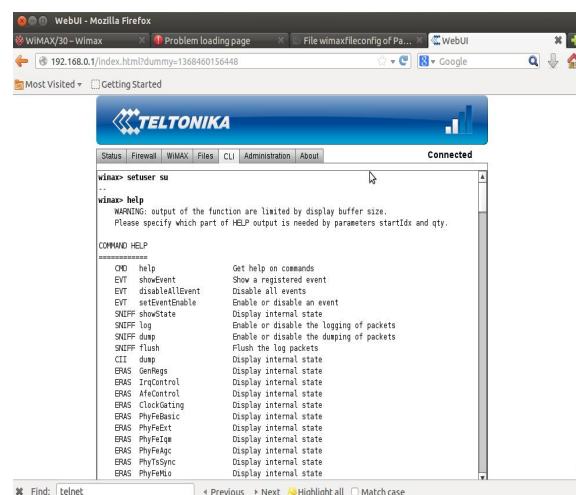 WebUI - Mozilla Firefox
WiMAX/30 – Wimax
Problem loading page
File wimaxfileconfig of Pa...
WebUI
192.168.0.1/index.html?dummy=1368460156448
Google
Most Visited
Getting Started
TELTONIKA
Status Firewall WiMAX Files CLI Administration About
Connected
wimax> setuser su
--
wimax> help
WARNING: output of the function are limited by display buffer size.
Please specify which part of HELP output is needed by parameters startIdx and qty.
COMMAND HELP
============
CMD help Get help on commands
EVT showEvent Show a registered event
EVT disableAllEvent Disable all events
EVT setEventEnable Enable or disable an event
SNIFF showState Display internal state
SNIFF log Enable or disable the logging of packets
SNIFF dump Enable or disable the dumping of packets
SNIFF flush Flush the log packets
CII dump Display internal state
ERAS GenRegs Display internal state
ERAS IrqControl Display internal state
ERAS AfeControl Display internal state
ERAS ClockGating Display internal state
ERAS PhyFeBasic Display internal state
ERAS PhyFeExt Display internal state
ERAS PhyFeIqm Display internal state
ERAS PhyFeAgc Display internal state
ERAS PhyTsSync Display internal state
ERAS PhyFeMio Display internal state
Find: telnet Previous Next Highlight all Match case